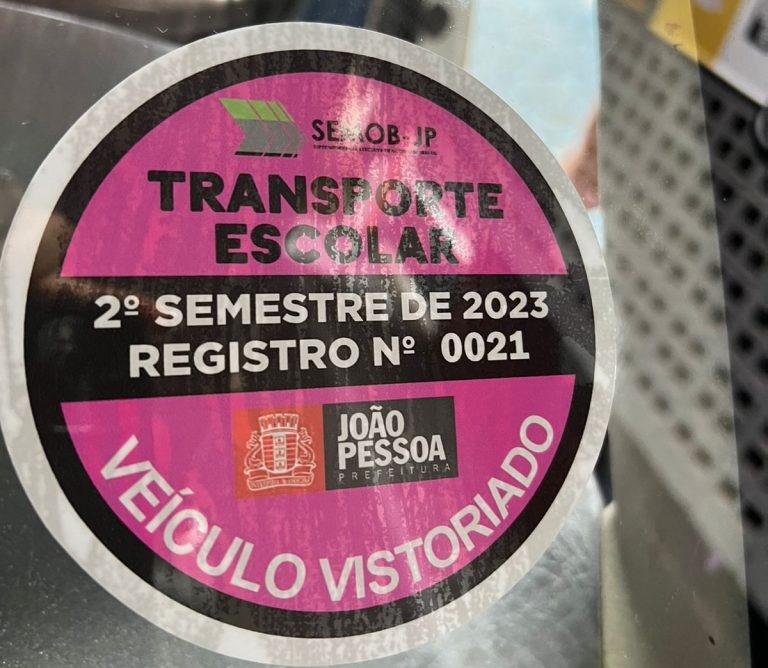 SEMOB-JP
TRANSPORTE
ESCOLAR
2º SEMESTRE DE 2023
REGISTRO Nº 0021
JOÃO
PESSOA
PREFEITURA
VEÍCULO VISTORIADO